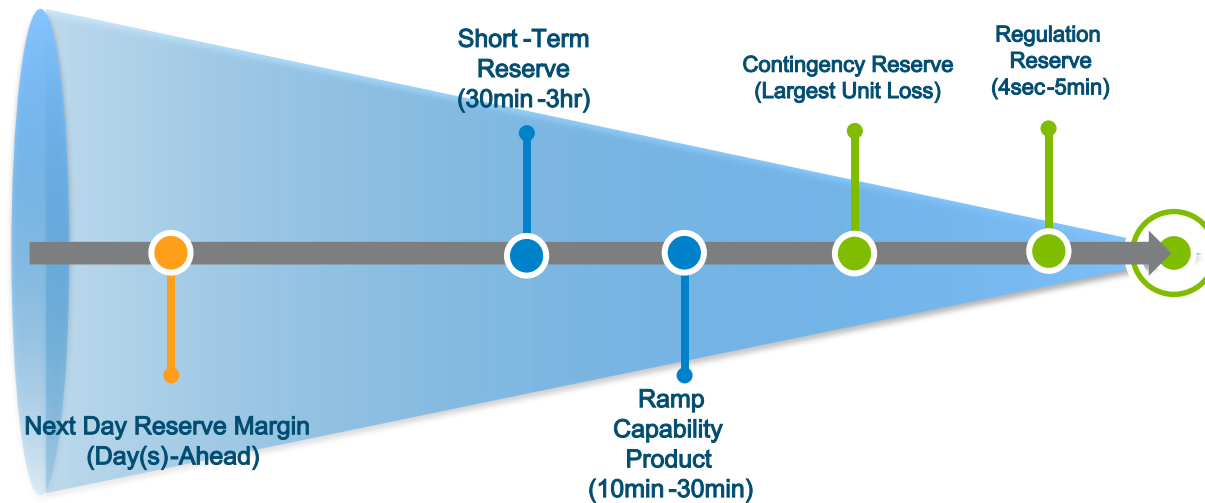 Short-Term
Reserve
(30min-3hr)
Contingency Reserve
(Largest Unit Loss)
Regulation
Reserve
(4sec-5min)
Next Day Reserve Margin
(Day(s)-Ahead)
Ramp
Capability
Product
(10min-30min)